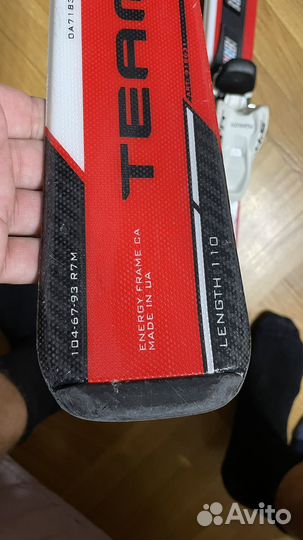 TEAM
104-67-93 R7M
ENERGY FRAME CA
MADE IN UA
LENGTH 110
Avito